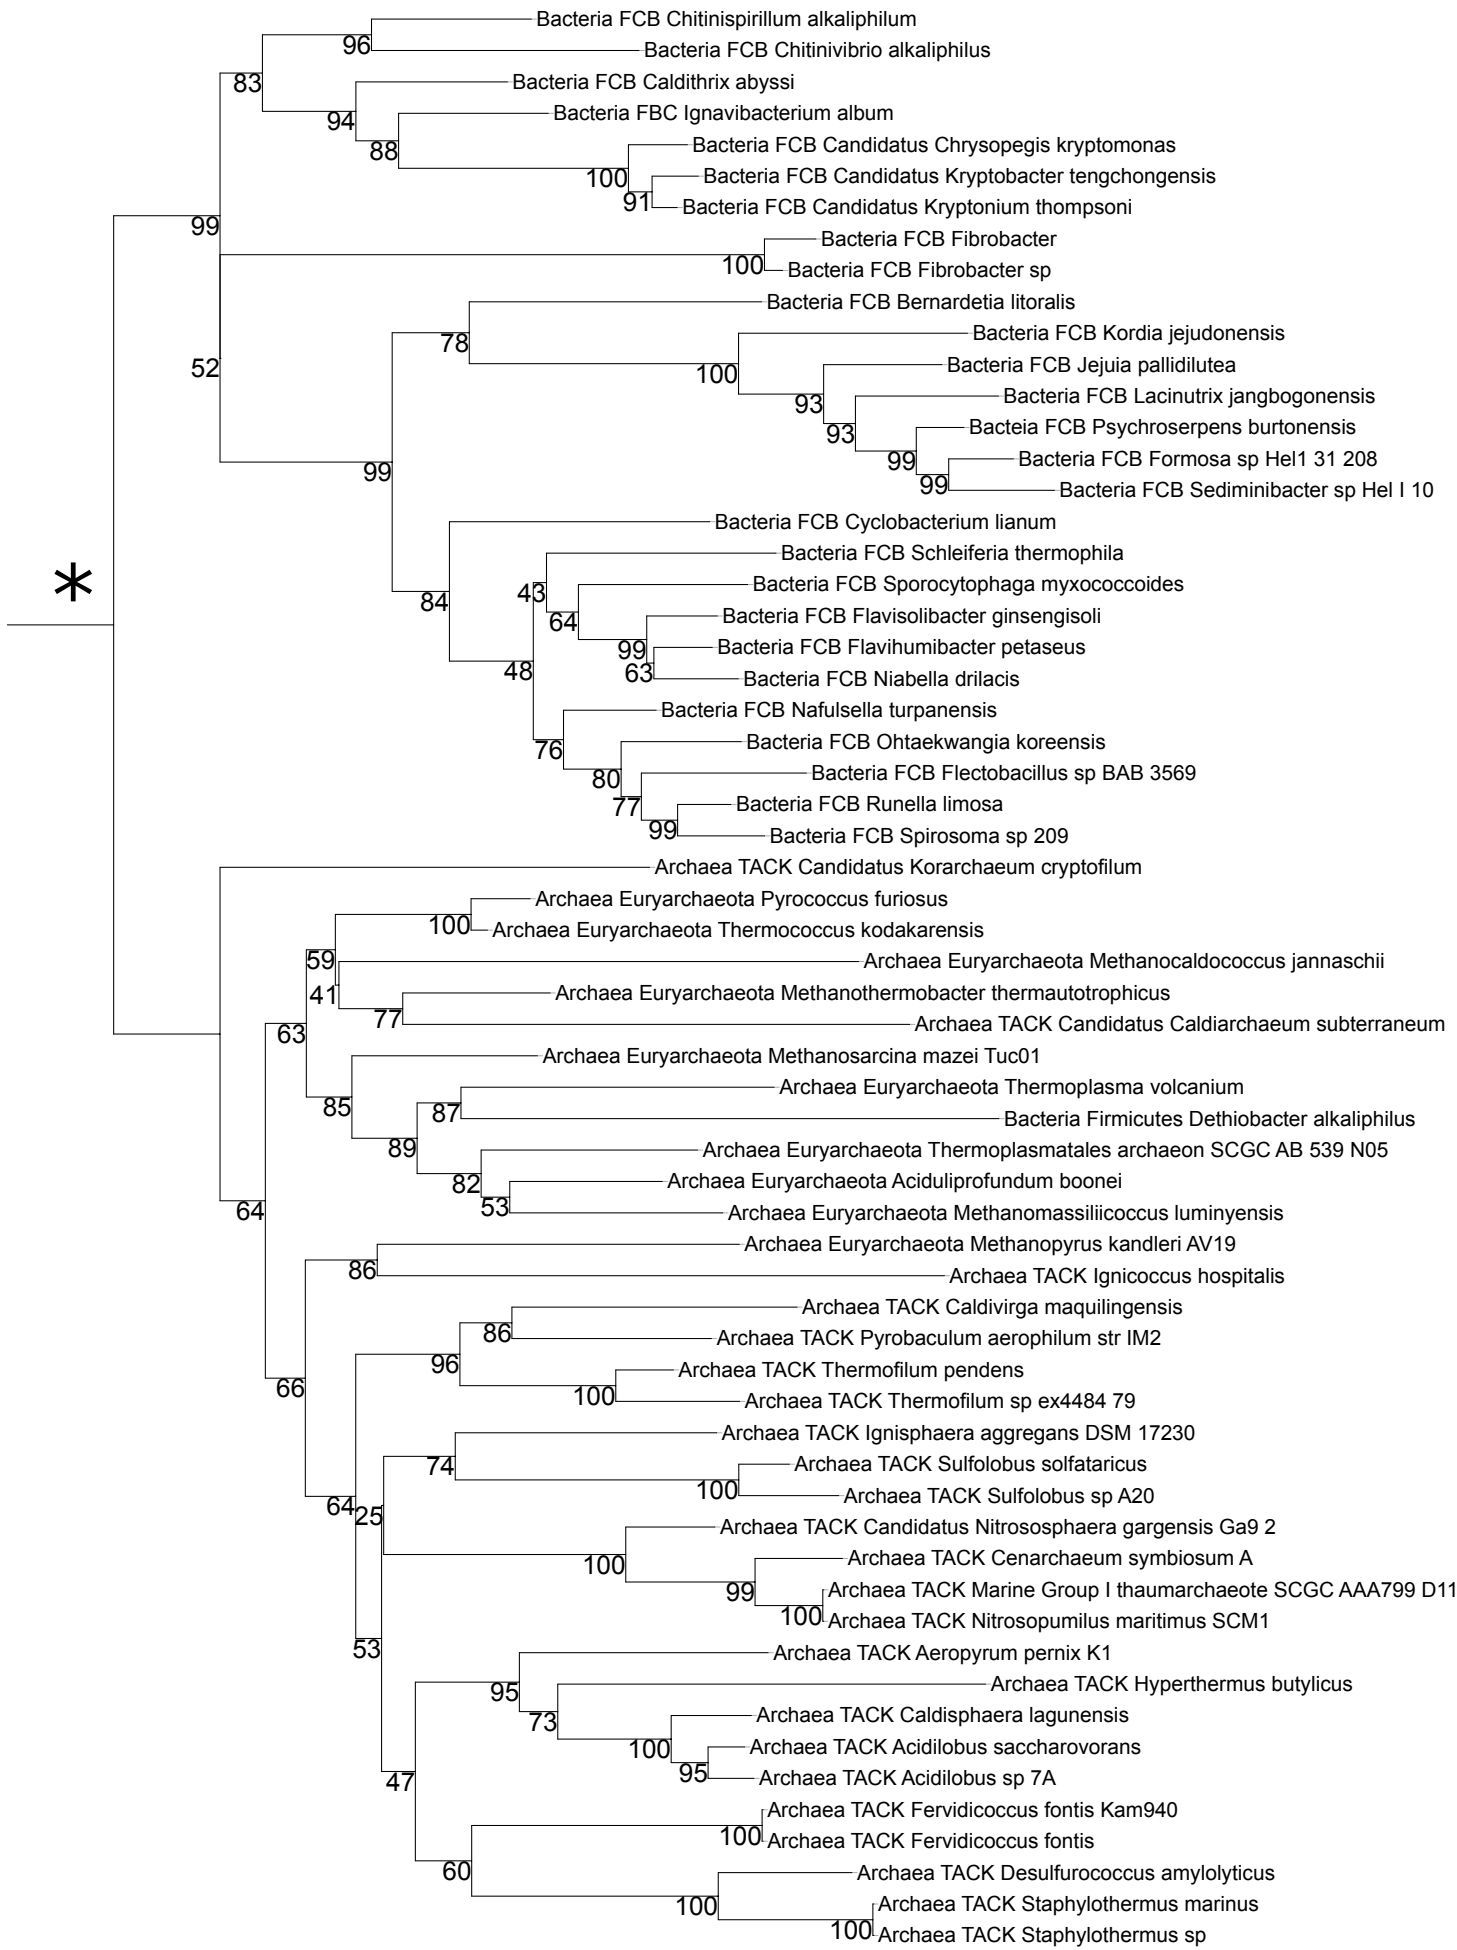 Bacteria FCB Chitinispirillum alkaliphilum
96
Bacteria FCB Chitinivibrio alkaliphilus
83
Bacteria FCB Caldithrix abyssi
94
Bacteria FBC Ignavibacterium album
88
Bacteria FCB Candidatus Chrysopegis kryptomonas
100
Bacteria FCB Candidatus Kryptobacter tengchongensis
91
Bacteria FCB Candidatus Kryptonium thompsoni
99
Bacteria FCB Fibrobacter
100
Bacteria FCB Fibrobacter sp
Bacteria FCB Bernardetia litoralis
78
Bacteria FCB Kordia jejudonensis
52
100
Bacteria FCB Jejuia pallidilutea
93
Bacteria FCB Lacinutrix jangbogonensis
93
Bacteia FCB Psychroserpens burtonensis
99
Bacteria FCB Formosa sp Hel1 31 208
99
99
Bacteria FCB Sediminibacter sp Hel I 10
Bacteria FCB Cyclobacterium lianum
*
84
Bacteria FCB Schleiferia thermophila
43
Bacteria FCB Sporocytophaga myxococcoides
64
Bacteria FCB Flavisolibacter ginsengisoli
99
Bacteria FCB Flavihumibacter petaseus
63
48
Bacteria FCB Niabella drilacis
Bacteria FCB Nafulsella turpanensis
76
Bacteria FCB Ohtaekwangia koreensis
80
Bacteria FCB Flectobacillus sp BAB 3569
77
Bacteria FCB Runella limosa
99
Bacteria FCB Spirosoma sp 209
Archaea TACK Candidatus Korarchaeum cryptofilum
Archaea Euryarchaeota Pyrococcus furiosus
100
Archaea Euryarchaeota Thermococcus kodakarensis
59
Archaea Euryarchaeota Methanocaldococcus jannaschii
41
Archaea Euryarchaeota Methanothermobacter thermautotrophicus
77
Archaea TACK Candidatus Caldiarchaeum subterraneum
63
Archaea Euryarchaeota Methanosarcina mazei Tuc01
85
Archaea Euryarchaeota Thermoplasma volcanium
87
Bacteria Firmicutes Dethiobacter alkaliphilus
89
Archaea Euryarchaeota Thermoplasmatales archaeon SCGC AB 539 N05
82
Archaea Euryarchaeota Aciduliprofundum boonei
53
64
Archaea Euryarchaeota Methanomassiliicoccus luminyensis
Archaea Euryarchaeota Methanopyrus kandleri AV19
86
Archaea TACK Ignicoccus hospitalis
Archaea TACK Caldivirga maquilingensis
86
Archaea TACK Pyrobaculum aerophilum str IM2
96
66
Archaea TACK Thermofilum pendens
100
Archaea TACK Thermofilum sp ex4484 79
Archaea TACK Ignisphaera aggregans DSM 17230
74
Archaea TACK Sulfolobus solfataricus
100
Archaea TACK Sulfolobus sp A20
64
25
Archaea TACK Candidatus Nitrososphaera gargensis Ga9 2
100
Archaea TACK Cenarchaeum symbiosum A
99
Archaea TACK Marine Group I thaumarchaeote SCGC AAA799 D11
100
Archaea TACK Nitrosopumilus maritimus SCM1
53
Archaea TACK Aeropyrum pernix K1
95
Archaea TACK Hyperthermus butylicus
73
Archaea TACK Caldisphaera lagunensis
100
Archaea TACK Acidilobus saccharovorans
95
47
Archaea TACK Acidilobus sp 7A
Archaea TACK Fervidicoccus fontis Kam940
100
Archaea TACK Fervidicoccus fontis
60
Archaea TACK Desulfurococcus amylolyticus
100
Archaea TACK Staphylothermus marinus
100
Archaea TACK Staphylothermus sp